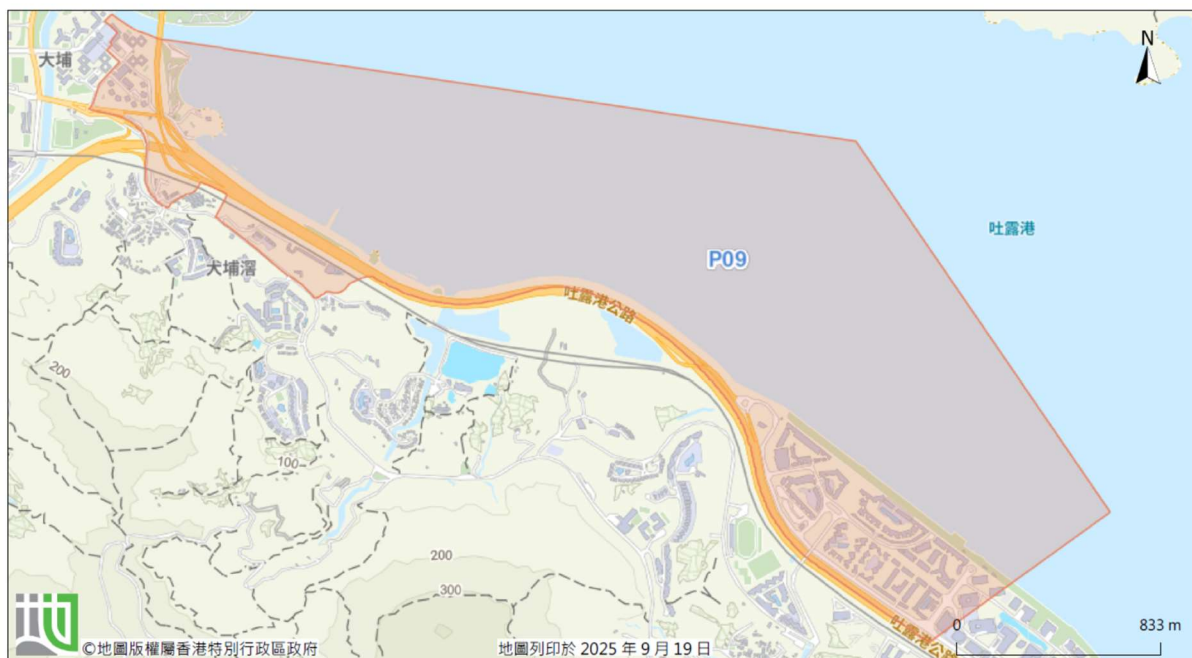 大埔
N
吐露港
P09
大埔滘
吐露港公路
200
100
200
300
吐露港公路
0
833 m
©地圖版權屬香港特別行政區政府
地圖列印於 2025 年 9 月 19 日